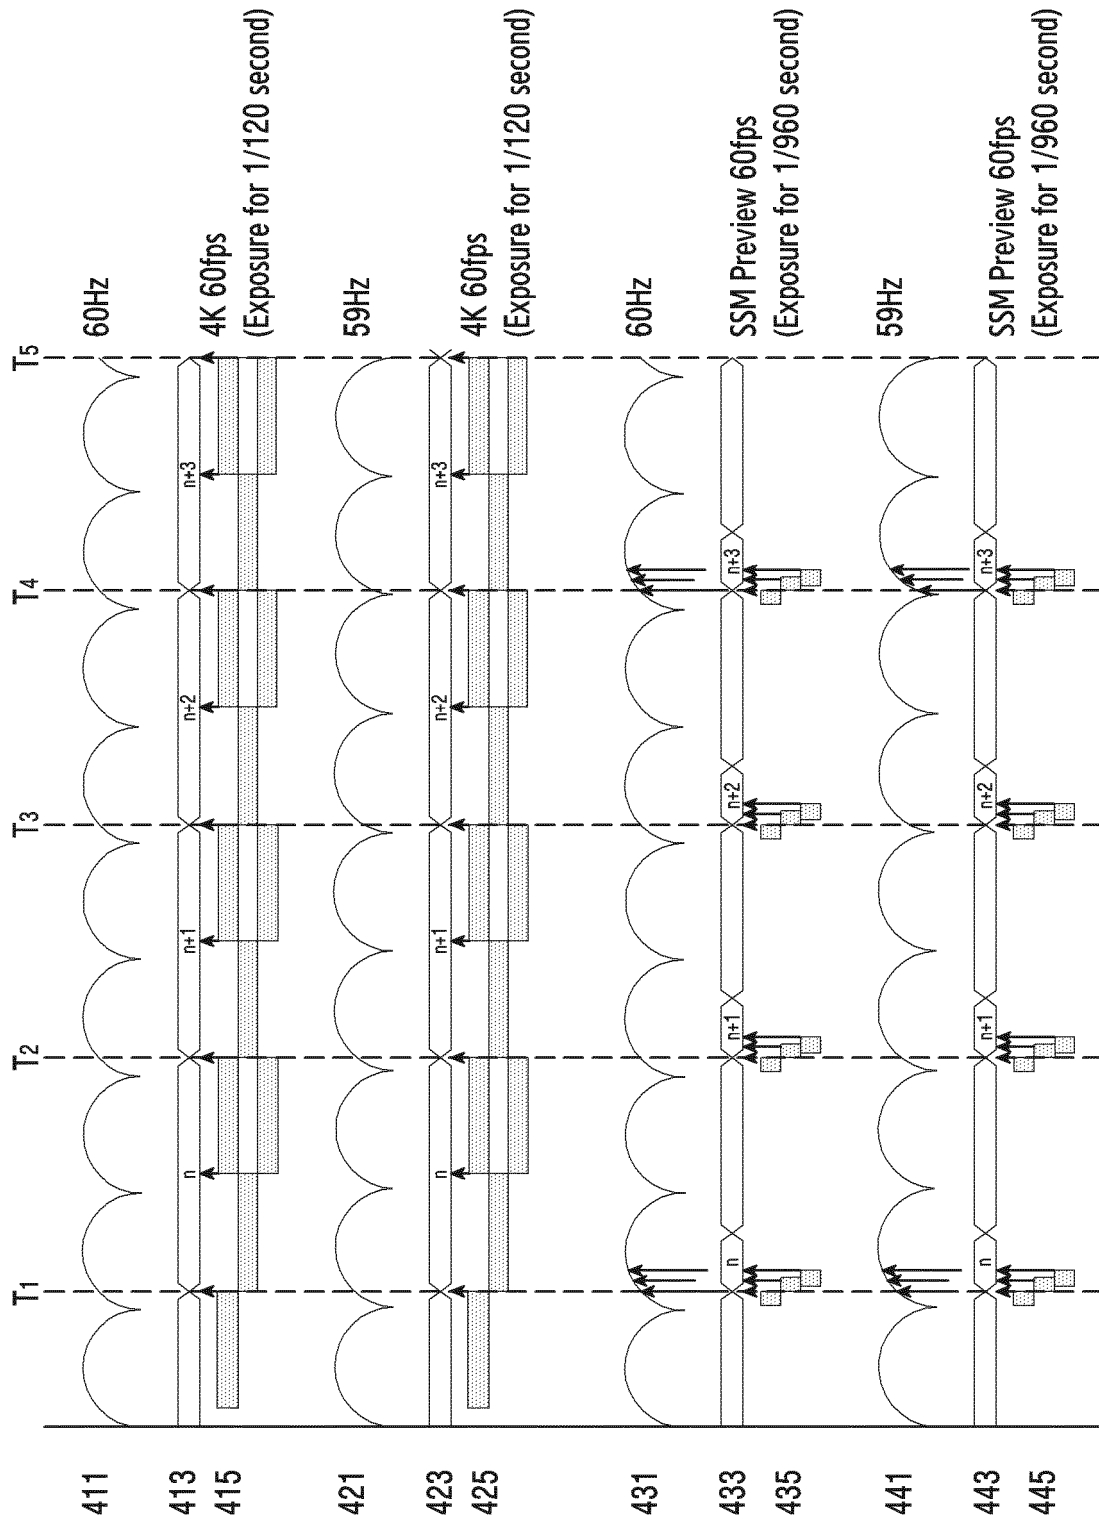 T1
T2
T3
T4
T5
411
60Hz
413
n
n+1
n+2
n+3
4K 60fps
415
(Exposure for 1/120 second)
421
59Hz
423
n
n+1
n+2
n+3
4K 60fps
425
(Exposure for 1/120 second)
431
60Hz
433
n
n+1
n+2
n+3
SSM Preview 60fps
435
(Exposure for 1/960 second)
441
59Hz
443
n
n+1
n+2
n+3
SSM Preview 60fps
445
(Exposure for 1/960 second)